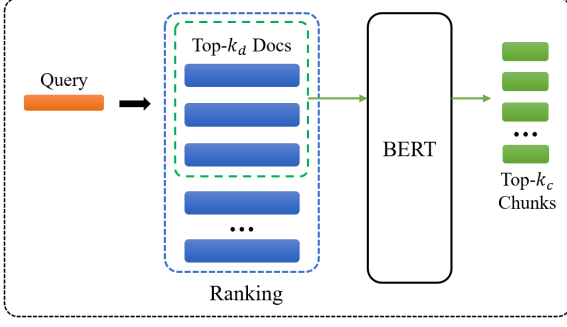 Query
Top-k_d Docs
...
Ranking
BERT
...
Top-k_c
Chunks